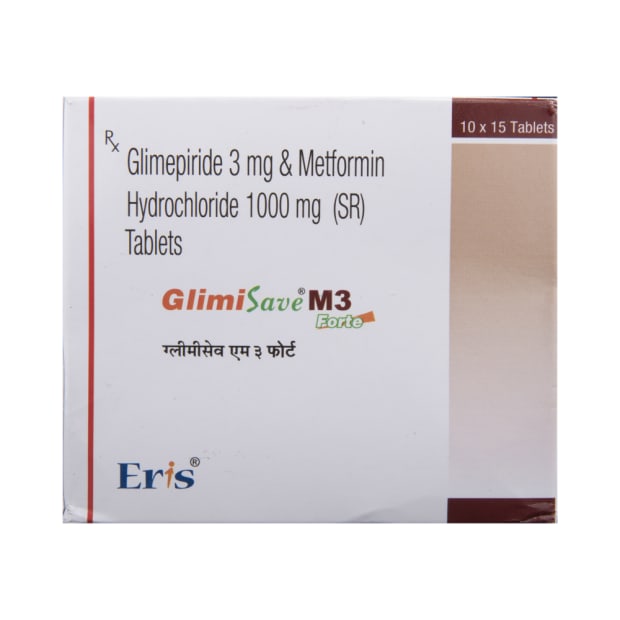 10 x 15 Tablets
Rx Glimepiride 3 mg & Metformin
Hydrochloride 1000 mg (SR)
Tablets
GlimiSave® M3
Forte
ग्लीमीसेव एम ३ फोर्ट
Eris®